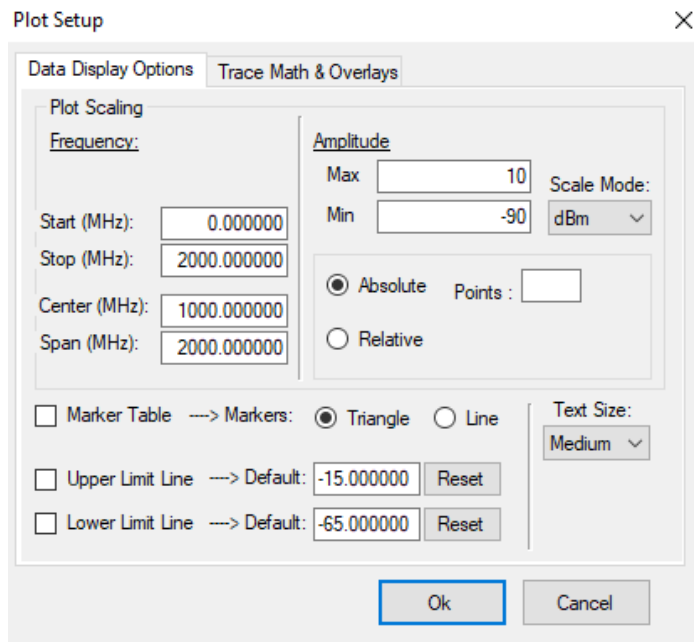 Plot Setup
Data Display Options
Trace Math & Overlays
Plot Scaling
Frequency:
Start (MHz): 0.000000
Stop (MHz): 2000.000000
Center (MHz): 1000.000000
Span (MHz): 2000.000000
Amplitude
Max 10
Min -90
Scale Mode:
dBm
Absolute Points :
Relative
Marker Table ----> Markers: Triangle Line
Upper Limit Line ----> Default: -15.000000 Reset
Lower Limit Line ----> Default: -65.000000 Reset
Text Size:
Medium
Ok Cancel